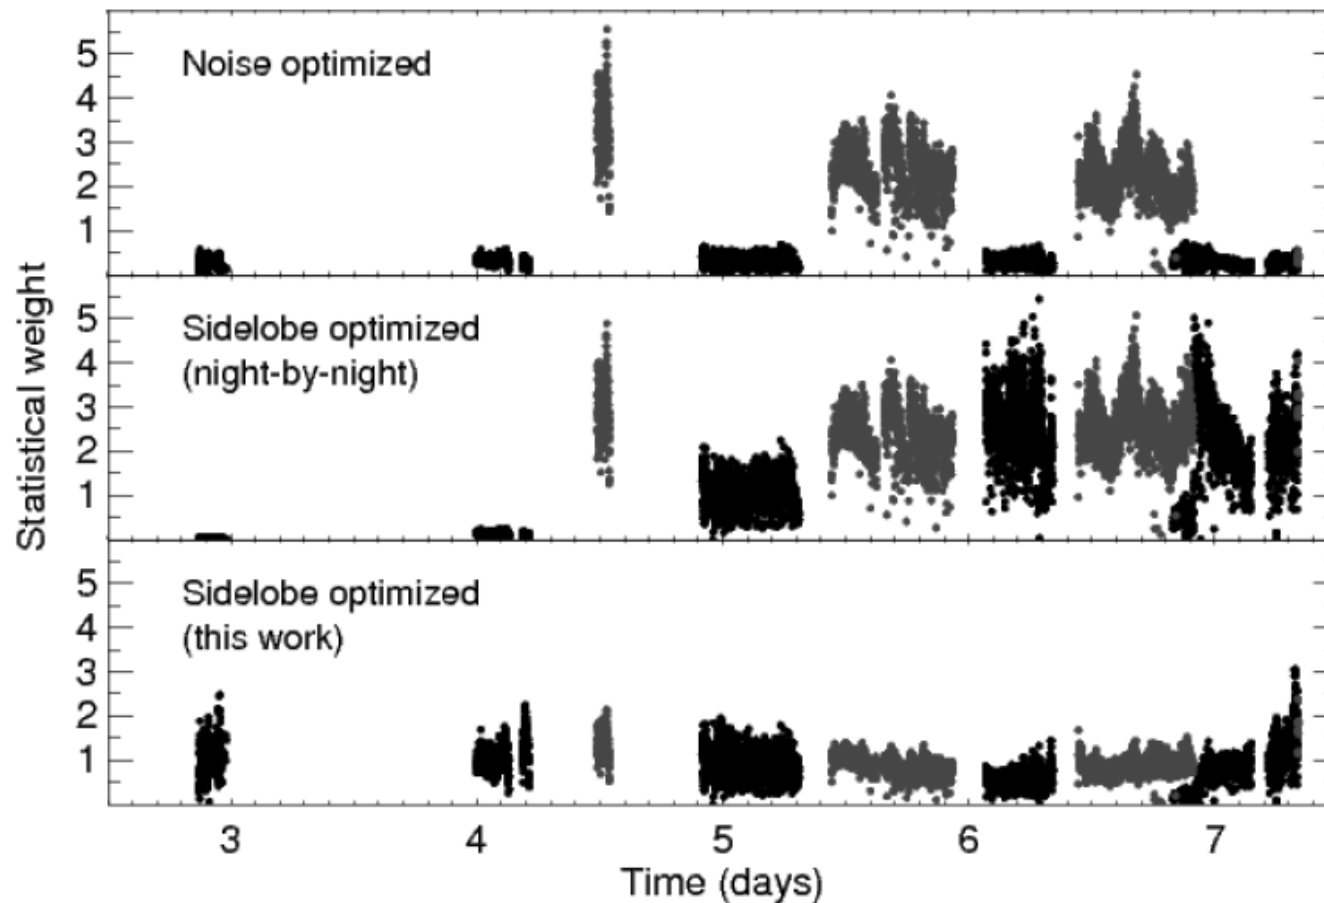 Statistical weight
5
4
3
2
1
Noise optimized
5
4
3
2
1
Sidelobe optimized
(night-by-night)
5
4
3
2
1
Sidelobe optimized
(this work)
3 4 5 6 7
Time (days)